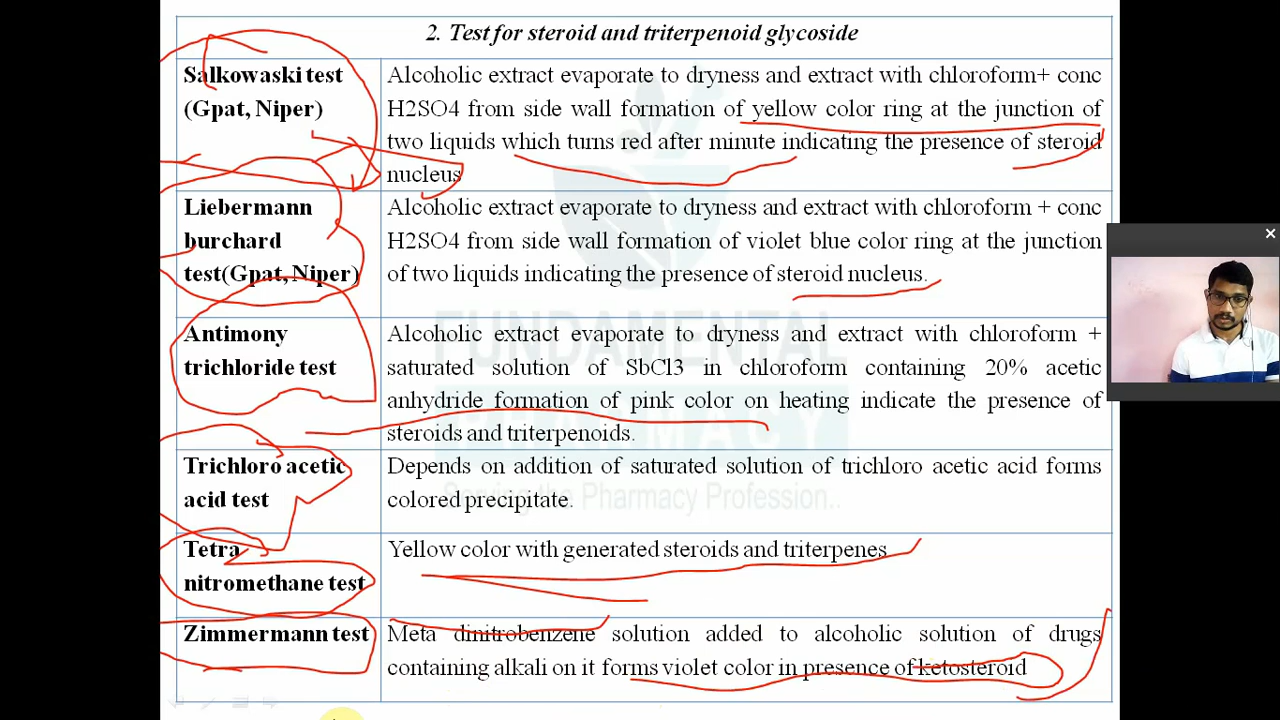 2. Test for steroid and triterpenoid glycoside
Salkowaski test
(Gpat, Niper)
Alcoholic extract evaporate to dryness and extract with chloroform+ conc
H2SO4 from side wall formation of yellow color ring at the junction of
two liquids which turns red after minute indicating the presence of steroid
nucleus
Liebermann
burchard
test(Gpat, Niper)
Alcoholic extract evaporate to dryness and extract with chloroform + conc
H2SO4 from side wall formation of violet blue color ring at the junction
of two liquids indicating the presence of steroid nucleus.
Antimony
trichloride test
Alcoholic extract evaporate to dryness and extract with chloroform +
saturated solution of SbCl3 in chloroform containing 20% acetic
anhydride formation of pink color on heating indicate the presence of
steroids and triterpenoids.
Trichloro acetic
acid test
Depends on addition of saturated solution of trichloro acetic acid forms
colored precipitate.
Tetra
nitromethane test
Yellow color with generated steroids and triterpenes
Zimmermann test
Meta dinitrobenzene solution added to alcoholic solution of drugs
containing alkali on it forms violet color in presence of ketosteroid
FUNDAMENTAL
PHARMACY
Serving the Pharmacy Profession..